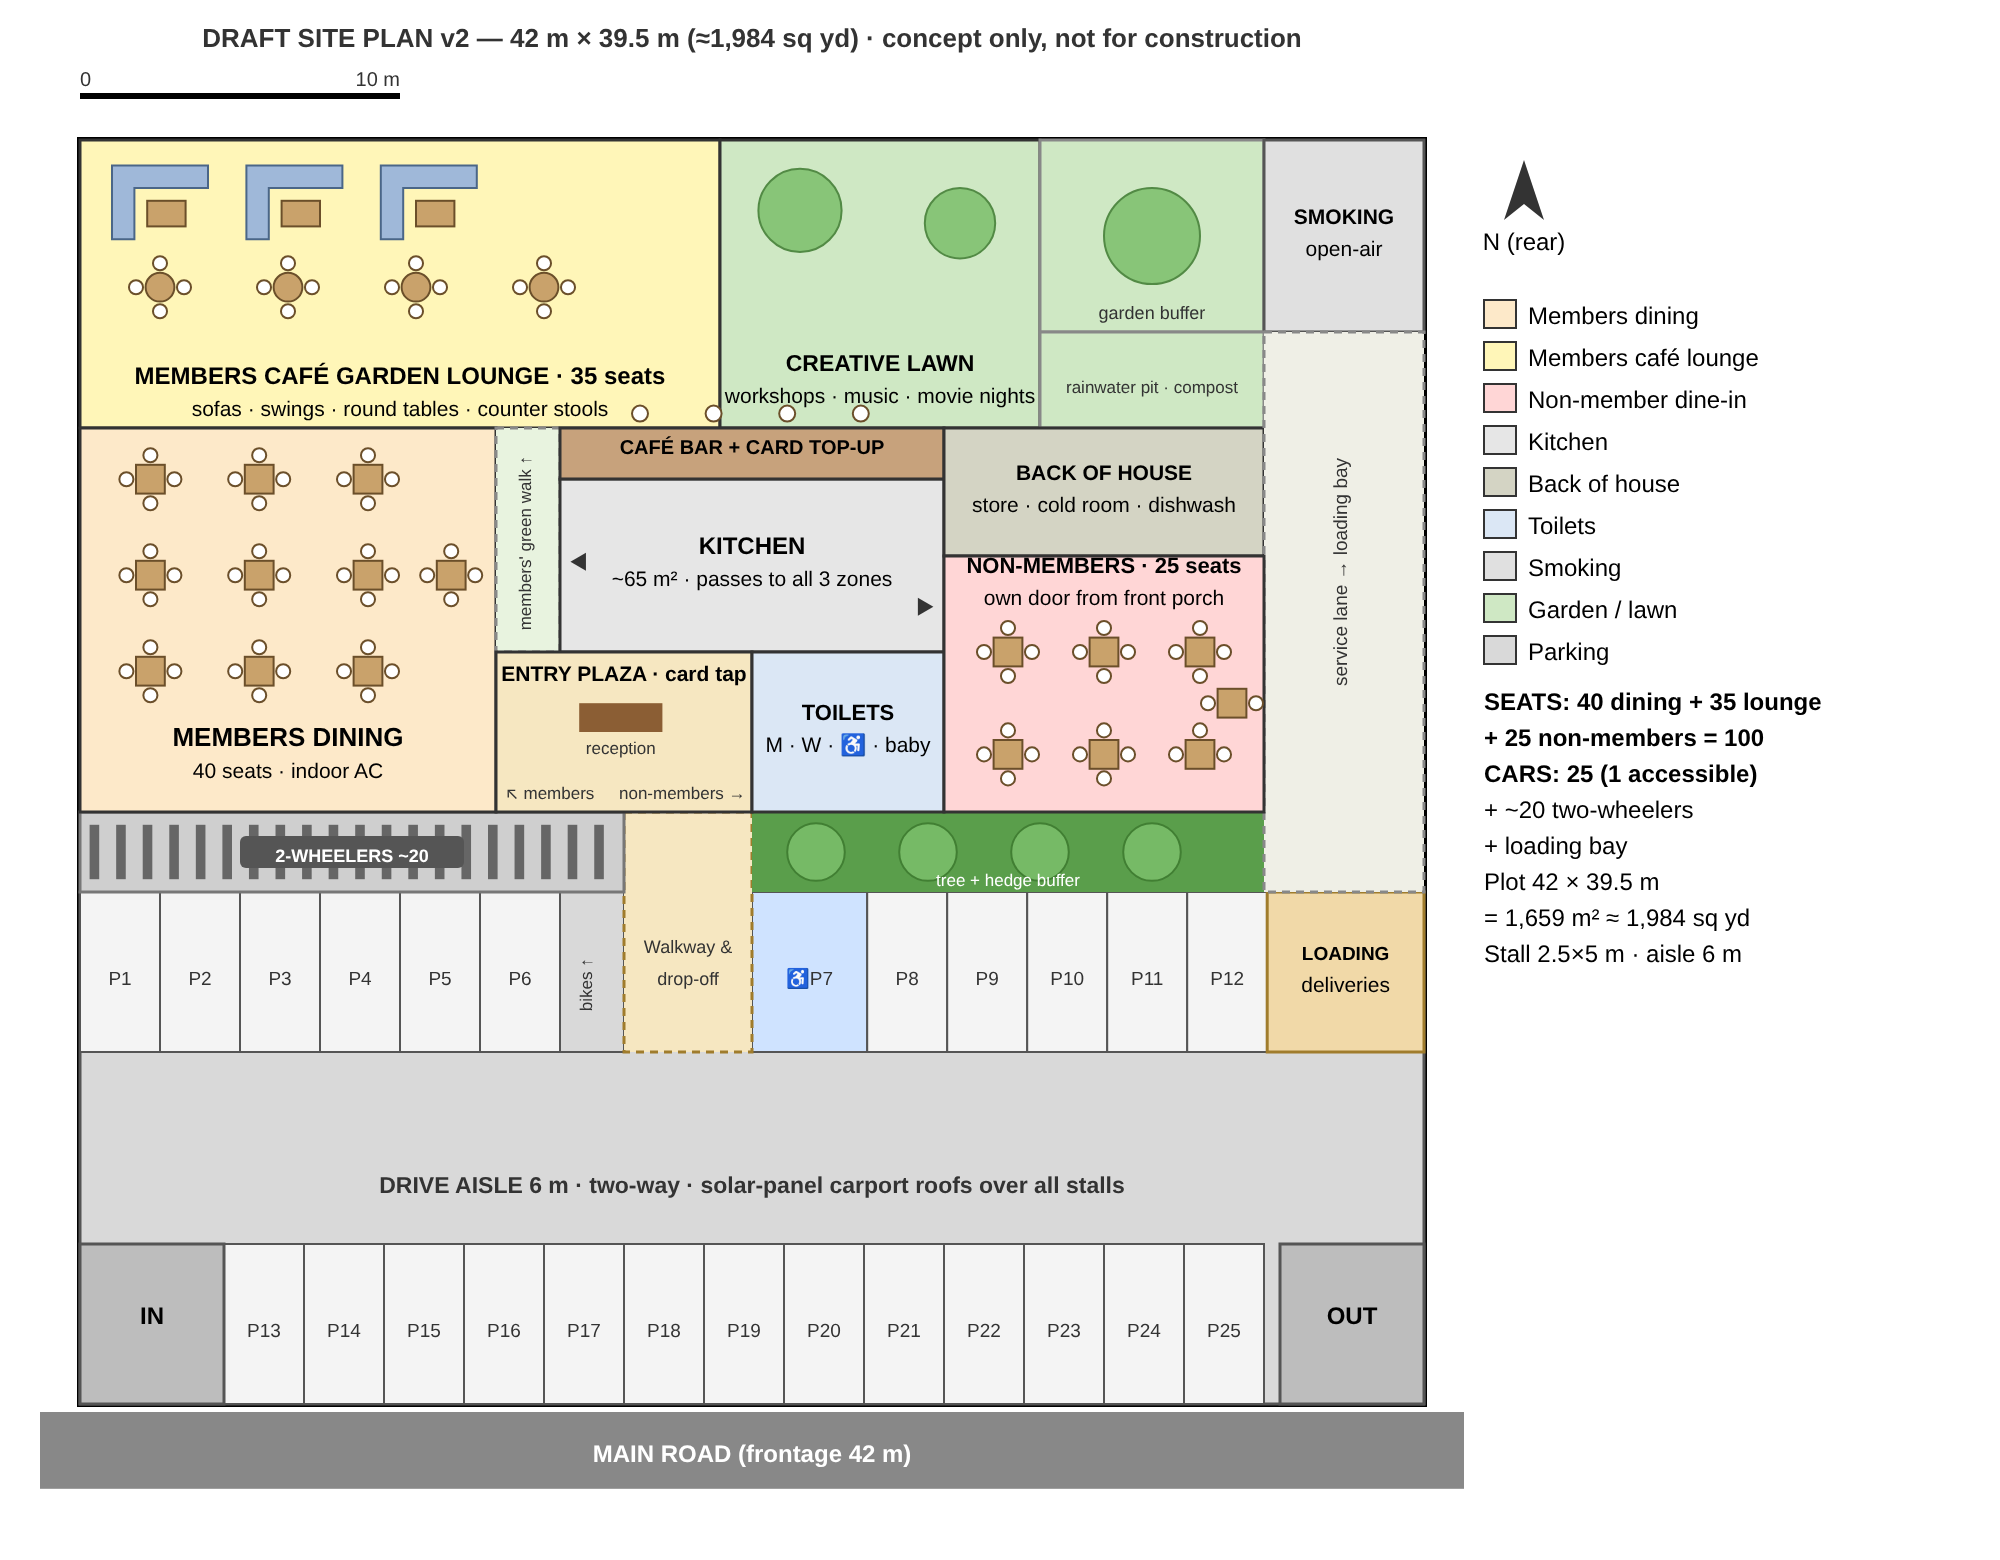 DRAFT SITE PLAN v2 — 42 m × 39.5 m (≈1,984 sq yd) · concept only, not for construction
0 10 m
SMOKING
open-air
garden buffer
MEMBERS CAFÉ GARDEN LOUNGE · 35 seats
sofas · swings · round tables · counter stools
CREATIVE LAWN
workshops · music · movie nights
rainwater pit · compost
members' green walk ↑
CAFÉ BAR + CARD TOP-UP
KITCHEN
~65 m² · passes to all 3 zones
BACK OF HOUSE
store · cold room · dishwash
NON-MEMBERS · 25 seats
own door from front porch
service lane → loading bay
MEMBERS DINING
40 seats · indoor AC
ENTRY PLAZA · card tap
reception
↖ members non-members →
TOILETS
M · W · ♿ · baby
2-WHEELERS ~20
tree + hedge buffer
P1 P2 P3 P4 P5 P6
bikes ↑
Walkway &
drop-off
♿P7 P8 P9 P10 P11 P12
LOADING
deliveries
DRIVE AISLE 6 m · two-way · solar-panel carport roofs over all stalls
IN
P13 P14 P15 P16 P17 P18 P19 P20 P21 P22 P23 P24 P25
OUT
MAIN ROAD (frontage 42 m)
N (rear)
Members dining
Members café lounge
Non-member dine-in
Kitchen
Back of house
Toilets
Smoking
Garden / lawn
Parking
SEATS: 40 dining + 35 lounge
+ 25 non-members = 100
CARS: 25 (1 accessible)
+ ~20 two-wheelers
+ loading bay
Plot 42 × 39.5 m
= 1,659 m² ≈ 1,984 sq yd
Stall 2.5×5 m · aisle 6 m